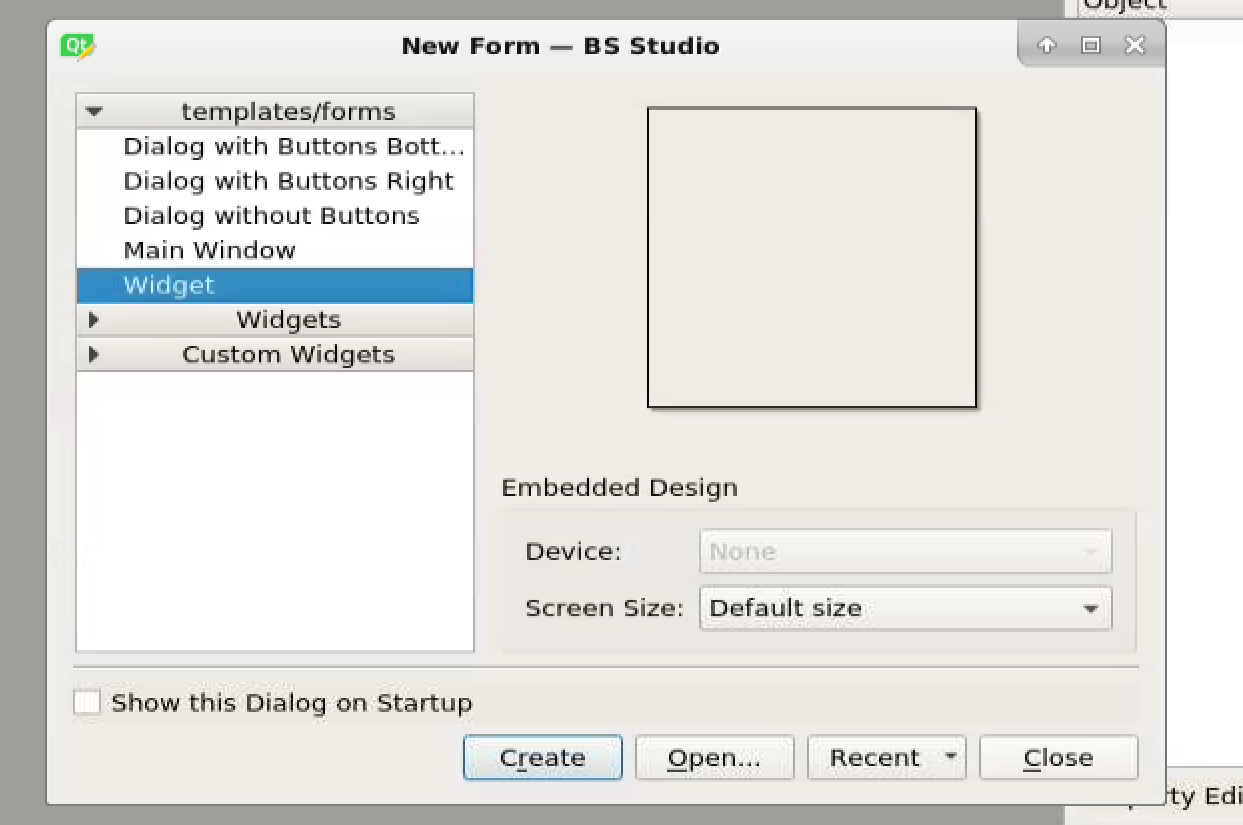 Object
Qt
New Form — BS Studio
templates/forms
Dialog with Buttons Bott...
Dialog with Buttons Right
Dialog without Buttons
Main Window
Widget
Widgets
Custom Widgets
Embedded Design
Device: None
Screen Size: Default size
Show this Dialog on Startup
Create Open... Recent Close